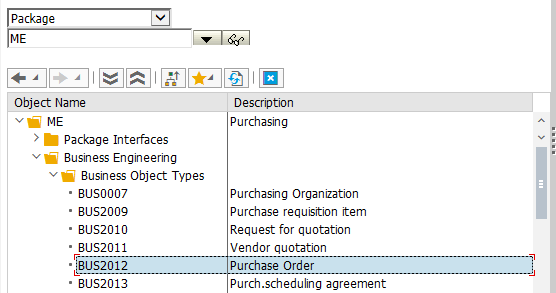 Package
ME
Object Name Description
ME Purchasing
Package Interfaces
Business Engineering
Business Object Types
BUS0007 Purchasing Organization
BUS2009 Purchase requisition item
BUS2010 Request for quotation
BUS2011 Vendor quotation
BUS2012 Purchase Order
BUS2013 Purch.scheduling agreement